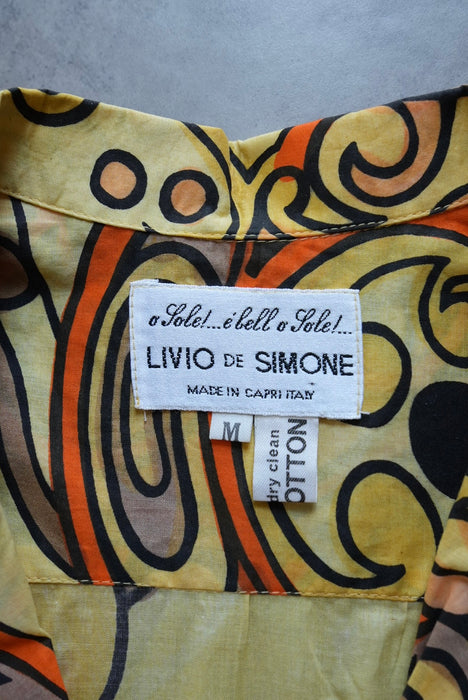 o Sole!... é bell o Sole!...
LIVIO DE SIMONE
MADE IN CAPRI ITALY
M
dry clean
COTTON